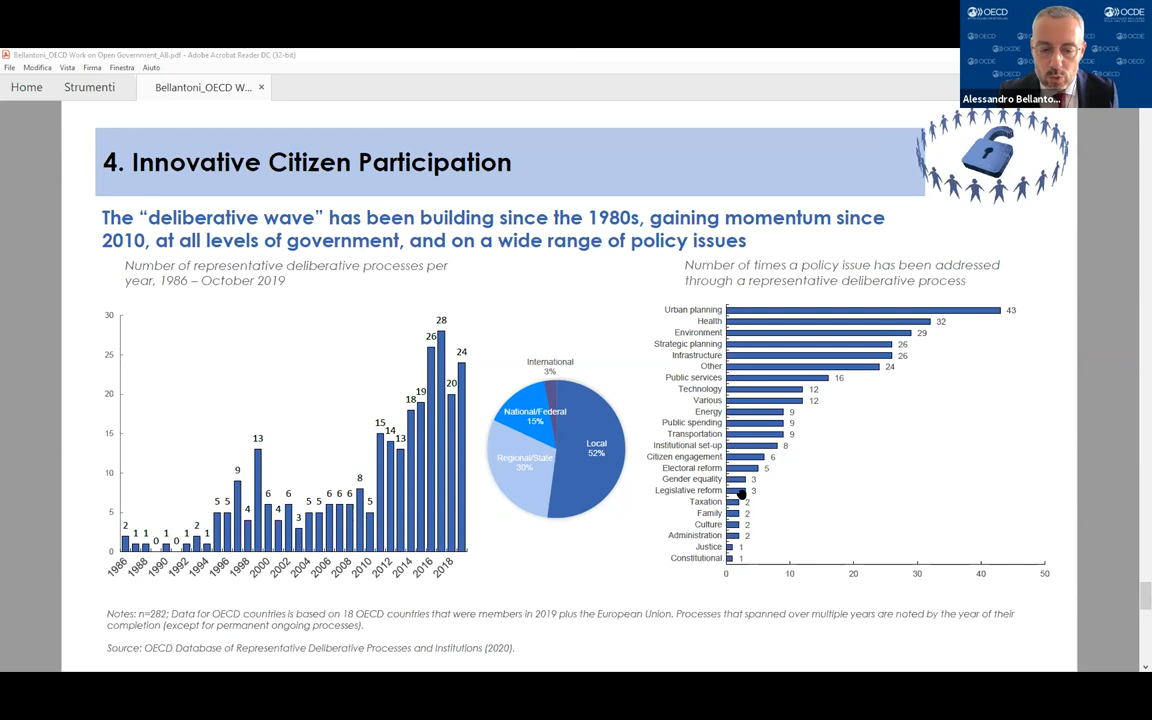 OECD
OCDE
Bellantoni_OECD Work on Open Government_AB.pdf - Adobe Acrobat Reader DC (32-bit)
File Modifica Vista Firma Finestra Aiuto
Home Strumenti Bellantoni_OECD W... ×
Alessandro Bellanto...
4. Innovative Citizen Participation
The “deliberative wave” has been building since the 1980s, gaining momentum since
2010, at all levels of government, and on a wide range of policy issues
Number of representative deliberative processes per
year, 1986 – October 2019
30
25
20
15
10
5
0
2 1 1 0 1 0 1 2 1 5 5 9 4 13 6 4 6 3 5 5 6 6 6 8 5 15 14 13 18 19 26 28 20 24
1986 1988 1990 1992 1994 1996 1998 2000 2002 2004 2006 2008 2010 2012 2014 2016 2018
International
3%
National/Federal
15%
Local
52%
Regional/State
30%
Number of times a policy issue has been addressed
through a representative deliberative process
Urban planning 43
Health 32
Environment 29
Strategic planning 26
Infrastructure 26
Other 24
Public services 16
Technology 12
Various 12
Energy 9
Public spending 9
Transportation 9
Institutional set-up 8
Citizen engagement 6
Electoral reform 5
Gender equality 3
Legislative reform 3
Taxation 2
Family 2
Culture 2
Administration 2
Justice 1
Constitutional 1
0 10 20 30 40 50
Notes: n=282; Data for OECD countries is based on 18 OECD countries that were members in 2019 plus the European Union. Processes that spanned over multiple years are noted by the year of their
completion (except for permanent ongoing processes).
Source: OECD Database of Representative Deliberative Processes and Institutions (2020).